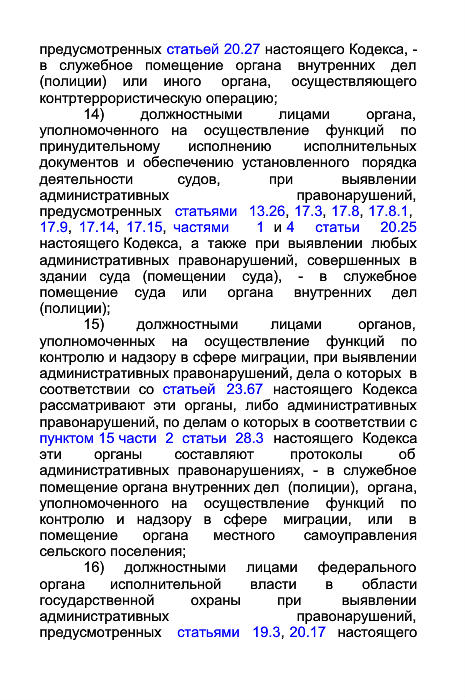 предусмотренных статьей 20.27 настоящего Кодекса, -
в служебное помещение органа внутренних дел
(полиции) или иного органа, осуществляющего
контртеррористическую операцию;
14) должностными лицами органа,
уполномоченного на осуществление функций по
принудительному исполнению исполнительных
документов и обеспечению установленного порядка
деятельности судов, при выявлении
административных правонарушений,
предусмотренных статьями 13.26, 17.3, 17.8, 17.8.1,
17.9, 17.14, 17.15, частями 1 и 4 статьи 20.25
настоящего Кодекса, а также при выявлении любых
административных правонарушений, совершенных в
здании суда (помещении суда), - в служебное
помещение суда или органа внутренних дел
(полиции);
15) должностными лицами органов,
уполномоченных на осуществление функций по
контролю и надзору в сфере миграции, при выявлении
административных правонарушений, дела о которых в
соответствии со статьей 23.67 настоящего Кодекса
рассматривают эти органы, либо административных
правонарушений, по делам о которых в соответствии с
пунктом 15 части 2 статьи 28.3 настоящего Кодекса
эти органы составляют протоколы об
административных правонарушениях, - в служебное
помещение органа внутренних дел (полиции), органа,
уполномоченного на осуществление функций по
контролю и надзору в сфере миграции, или в
помещение органа местного самоуправления
сельского поселения;
16) должностными лицами федерального
органа исполнительной власти в области
государственной охраны при выявлении
административных правонарушений,
предусмотренных статьями 19.3, 20.17 настоящего